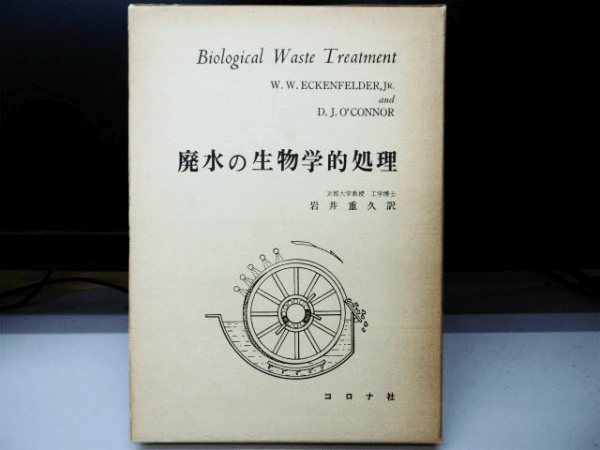 Biological Waste Treatment
W. W. ECKENFELDER, JR.
and
D. J. O'CONNOR
廃水の生物学的処理
京都大学教授 工学博士
岩井重久訳
コロナ社